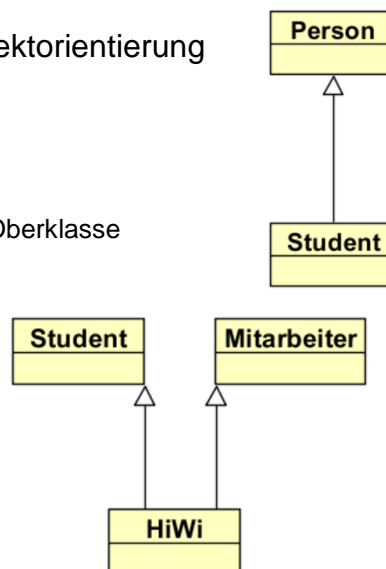 Person
ektorientierung
Oberklasse
Student
Student Mitarbeiter
HiWi